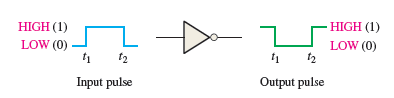 HIGH (1)
LOW (0)
t1 t2
Input pulse
HIGH (1)
LOW (0)
t1 t2
Output pulse